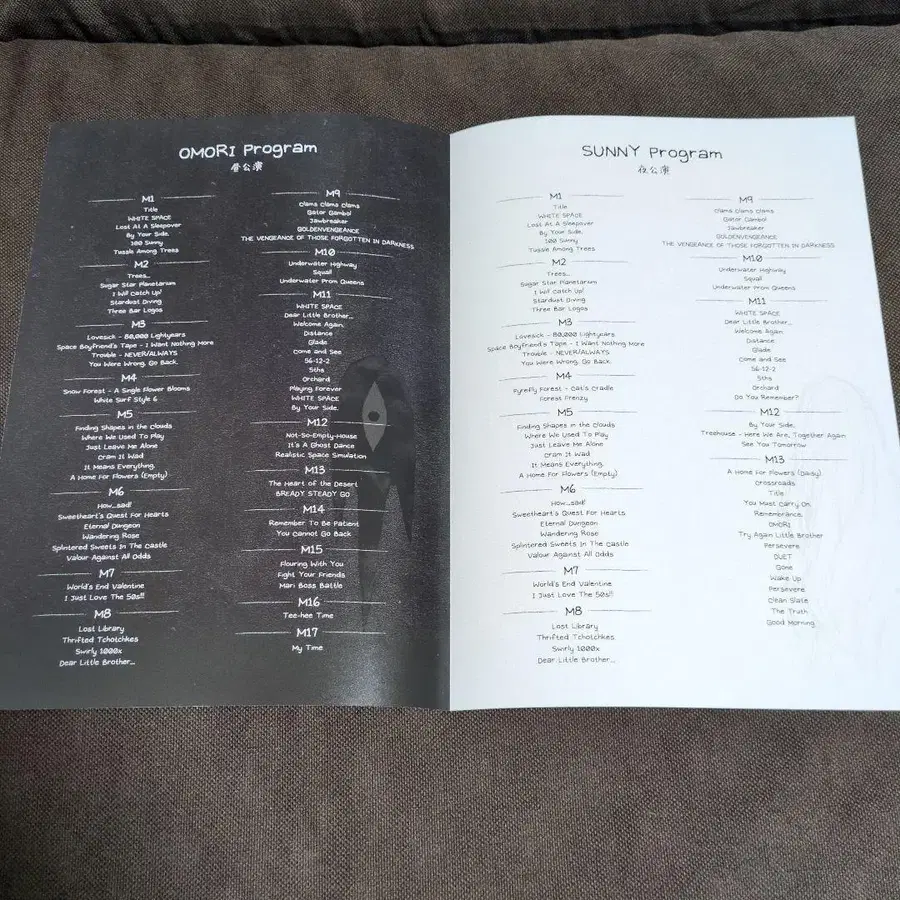 OMORI Program
昼公演
M1
Title
WHITE SPACE
Lost At A Sleepover
By Your Side.
100 Sunny
Tussle Among Trees
M2
Trees...
Sugar Star Planetarium
I Will Catch Up!
Stardust Diving
Three Bar Logos
M3
Lovesick - 80,000 Lightyears
Space Boyfriend's Tape - I Want Nothing More
Trouble - NEVER/ALWAYS
You Were Wrong. Go Back.
M4
Snow Forest - A Single Flower Blooms
White Surf Style 6
M5
Finding Shapes in the Clouds
Where We Used To Play
Just Leave Me Alone
Cram It Wad
It Means Everything.
A Home For Flowers (Empty)
M6
How...sad!
Sweetheart's Quest For Hearts
Eternal Dungeon
Wandering Rose
Splintered Sweets In The Castle
Valour Against All Odds
M7
World's End Valentine
I Just Love The 50s!!
M8
Lost Library
Thrifted Tchotchkes
Swirly 1000x
Dear Little Brother...
M9
Clams Clams Clams
Gator Gambol
Jawbreaker
GOLDENVENGEANCE
THE VENGEANCE OF THOSE FORGOTTEN IN DARKNESS
M10
Underwater Highway
Squall
Underwater Prom Queens
M11
WHITE SPACE
Dear Little Brother...
Welcome Again.
Distance
Glade
Come and See
56-12-2
5ths
Orchard
Playing Forever
WHITE SPACE
By Your Side.
M12
Not-So-Empty-House
It's A Ghost Dance
Realistic Space Simulation
M13
The Heart of the Desert
BREADY STEADY GO
M14
Remember To Be Patient
You Cannot Go Back
M15
Flouring With You
Fight Your Friends
Mari Boss Battle
M16
Tee-hee Time
M17
My Time
SUNNY Program
夜公演
M1
Title
WHITE SPACE
Lost At A Sleepover
By Your Side.
100 Sunny
Tussle Among Trees
M2
Trees...
Sugar Star Planetarium
I Will Catch Up!
Stardust Diving
Three Bar Logos
M3
Lovesick - 80,000 Lightyears
Space Boyfriend's Tape - I Want Nothing More
Trouble - NEVER/ALWAYS
You Were Wrong. Go Back.
M4
Pyrefly Forest - Cat's Cradle
Forest Frenzy
M5
Finding Shapes in the Clouds
Where We Used To Play
Just Leave Me Alone
Cram It Wad
It Means Everything.
A Home For Flowers (Empty)
M6
How...sad!
Sweetheart's Quest For Hearts
Eternal Dungeon
Wandering Rose
Splintered Sweets In The Castle
Valour Against All Odds
M7
World's End Valentine
I Just Love The 50s!!
M8
Lost Library
Thrifted Tchotchkes
Swirly 1000x
Dear Little Brother...
M9
Clams Clams Clams
Gator Gambol
Jawbreaker
GOLDENVENGEANCE
THE VENGEANCE OF THOSE FORGOTTEN IN DARKNESS
M10
Underwater Highway
Squall
Underwater Prom Queens
M11
WHITE SPACE
Dear Little Brother...
Welcome Again
Distance
Glade
Come and See
56-12-2
5ths
Orchard
Do You Remember?
M12
By Your Side.
Treehouse - Here We Are, Together Again
See You Tomorrow
M13
A Home For Flowers (Daisy)
Crossroads
Title
You Must Carry On
Remembrance.
OMORI
Try Again Little Brother
Persevere
DUET
Gone
Wake Up
Persevere
Clean Slate
The Truth
Good Morning